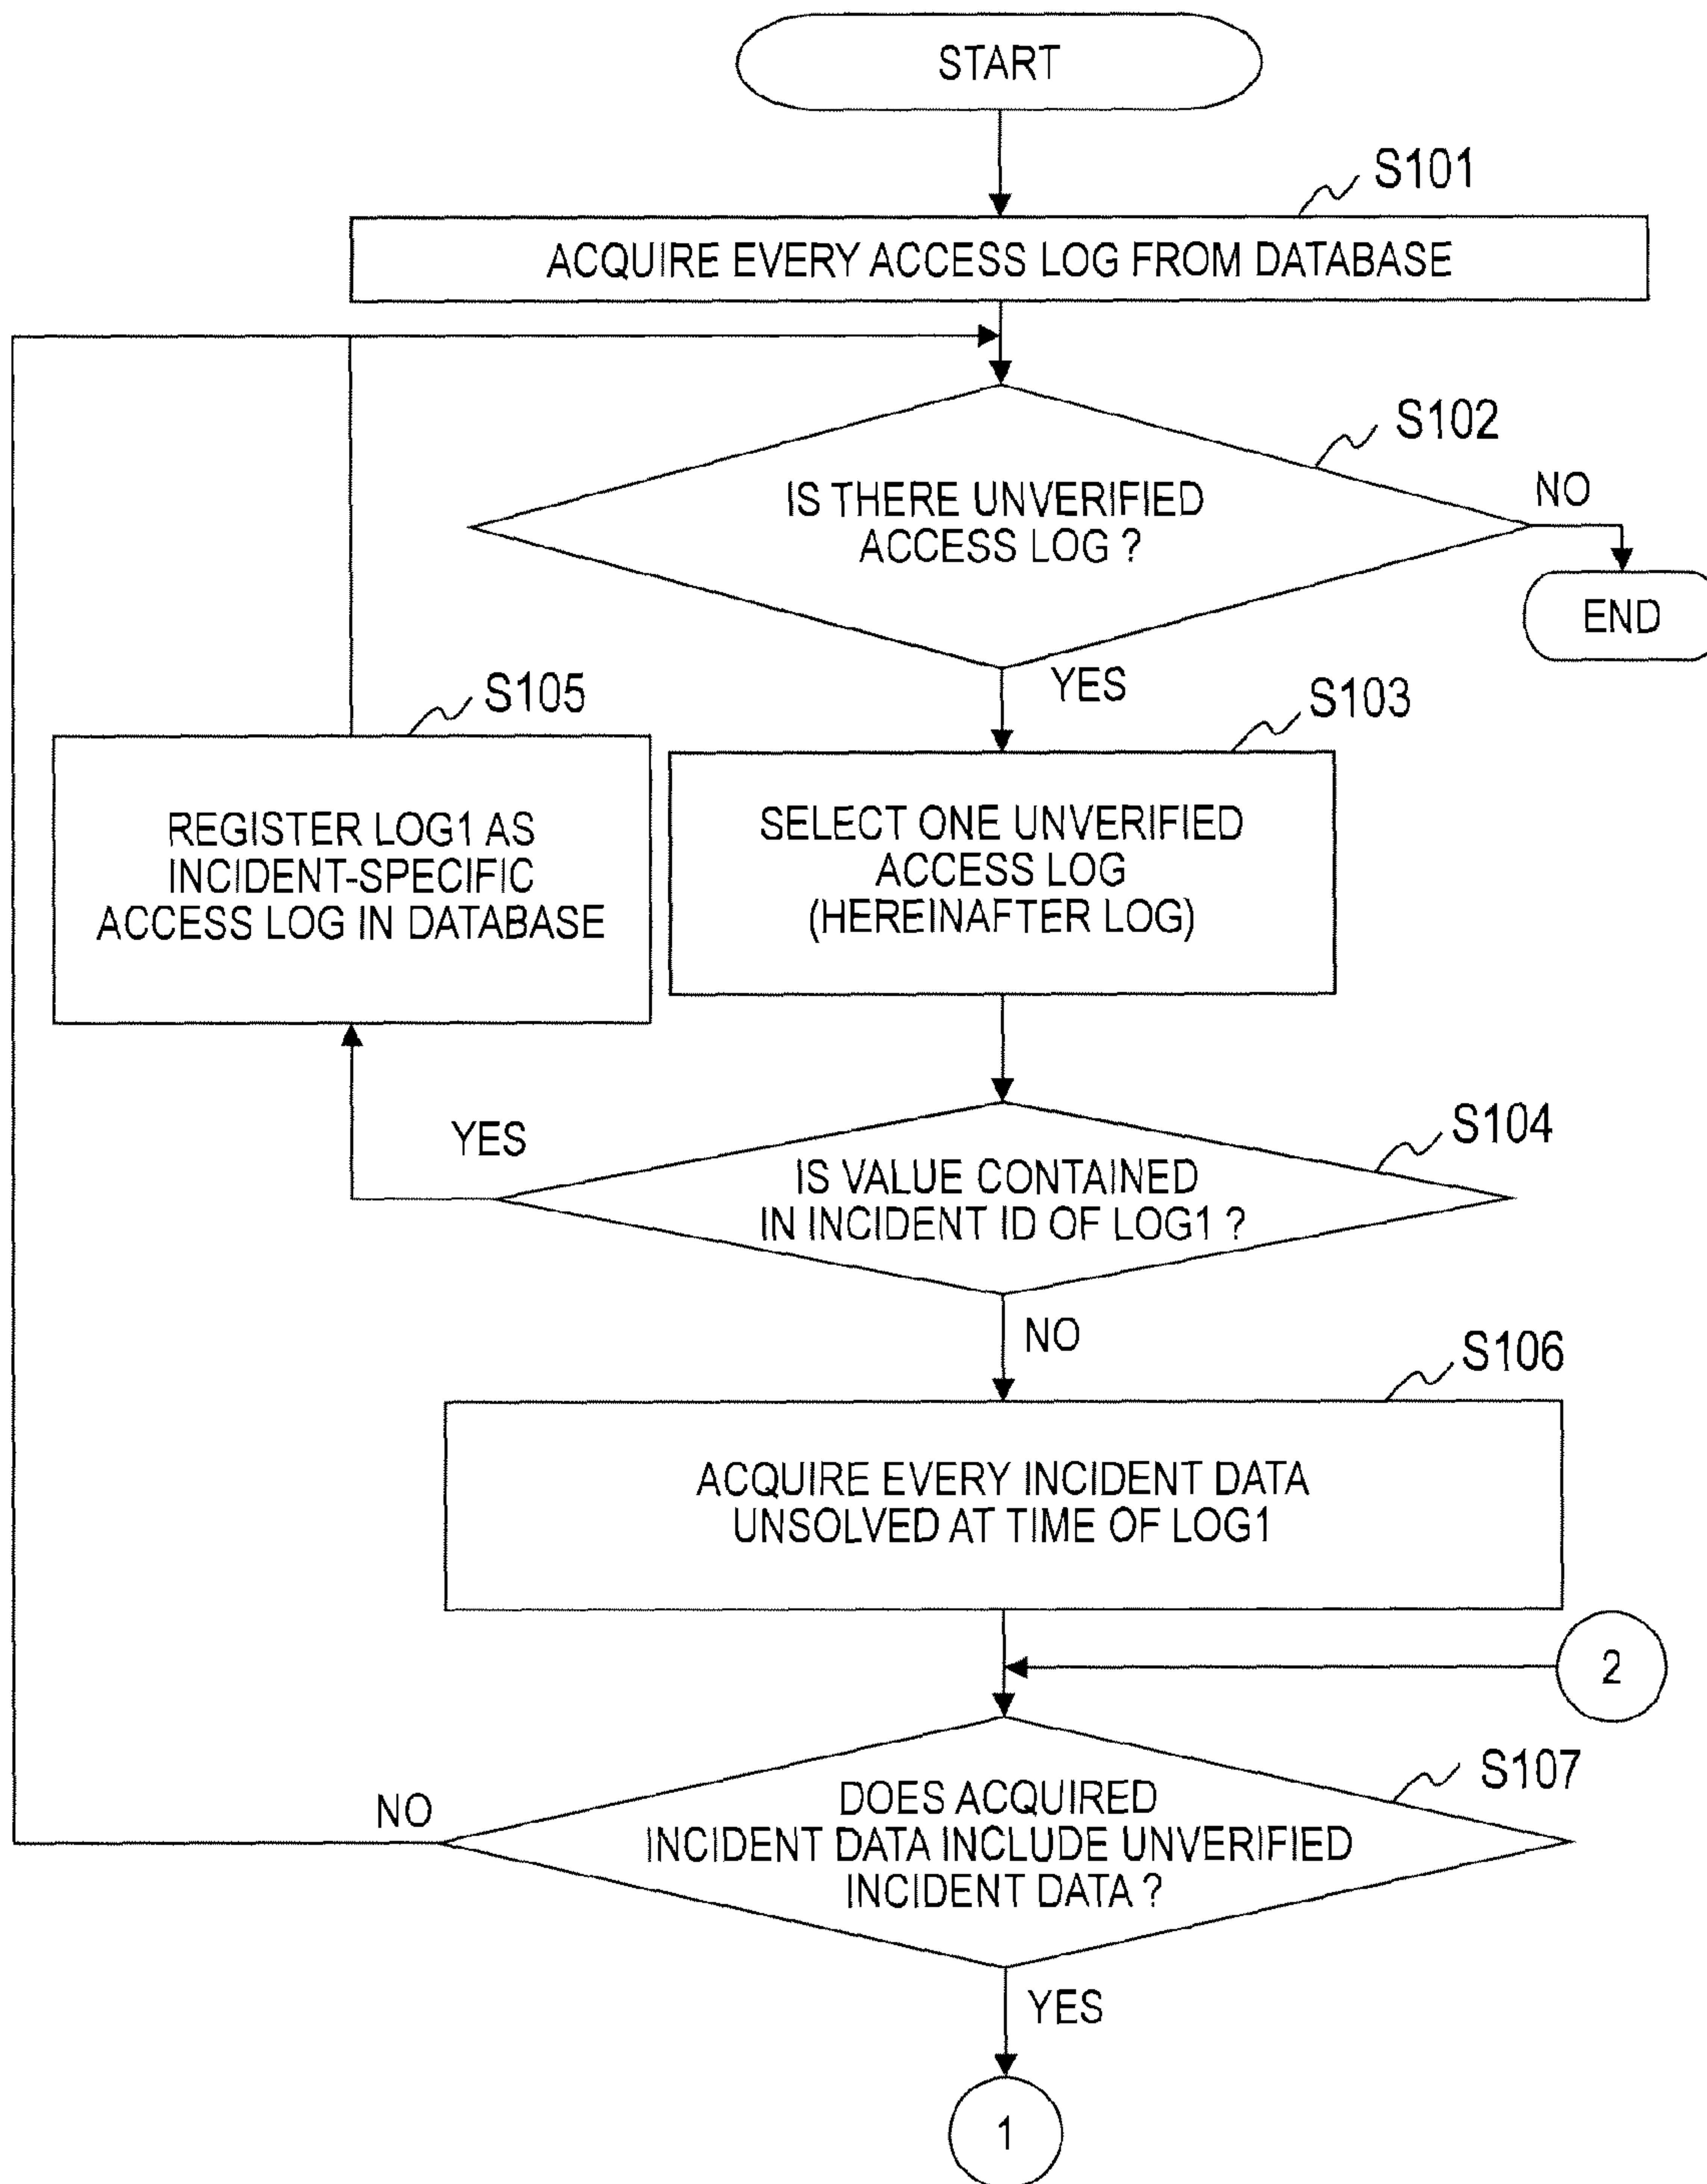 START
S101
ACQUIRE EVERY ACCESS LOG FROM DATABASE
S102
IS THERE UNVERIFIED
ACCESS LOG ?
NO
END
YES
S105
REGISTER LOG1 AS
INCIDENT-SPECIFIC
ACCESS LOG IN DATABASE
S103
SELECT ONE UNVERIFIED
ACCESS LOG
(HEREINAFTER LOG)
S104
YES
IS VALUE CONTAINED
IN INCIDENT ID OF LOG1 ?
NO
S106
ACQUIRE EVERY INCIDENT DATA
UNSOLVED AT TIME OF LOG1
2
S107
NO
DOES ACQUIRED
INCIDENT DATA INCLUDE UNVERIFIED
INCIDENT DATA ?
YES
1